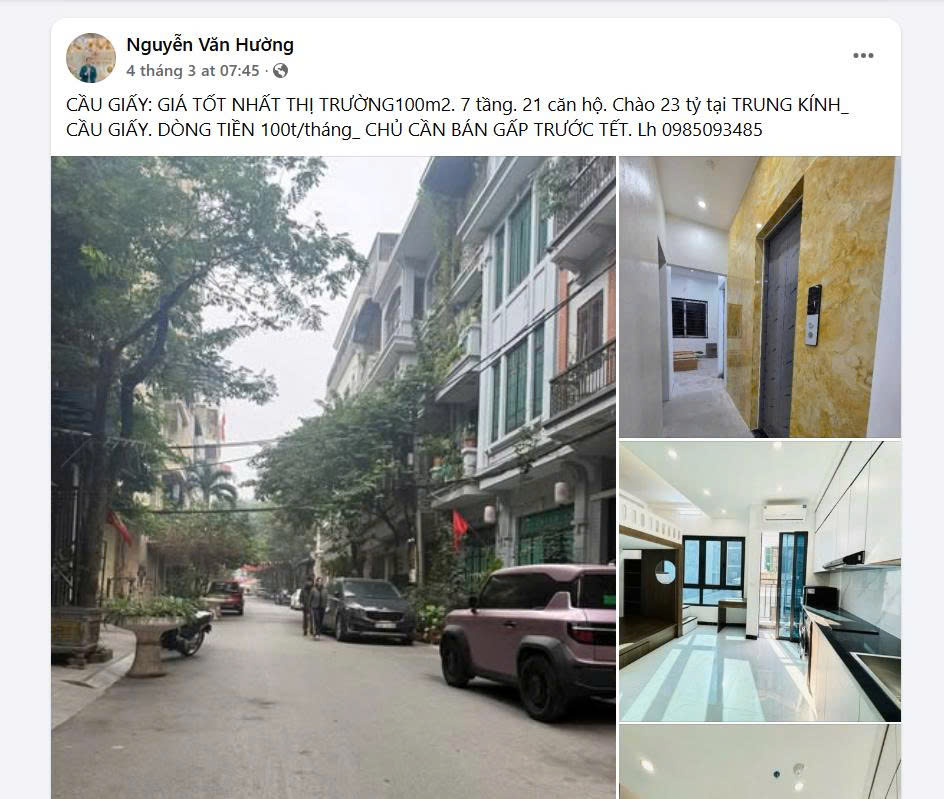 Nguyễn Văn Hường
4 tháng 3 at 07:45 ·
CẦU GIẤY: GIÁ TỐT NHẤT THỊ TRƯỜNG100m2. 7 tầng. 21 căn hộ. Chào 23 tỷ tại TRUNG KÍNH_
CẦU GIẤY. DÒNG TIỀN 100t/tháng_ CHỦ CẦN BÁN GẤP TRƯỚC TẾT. Lh 0985093485